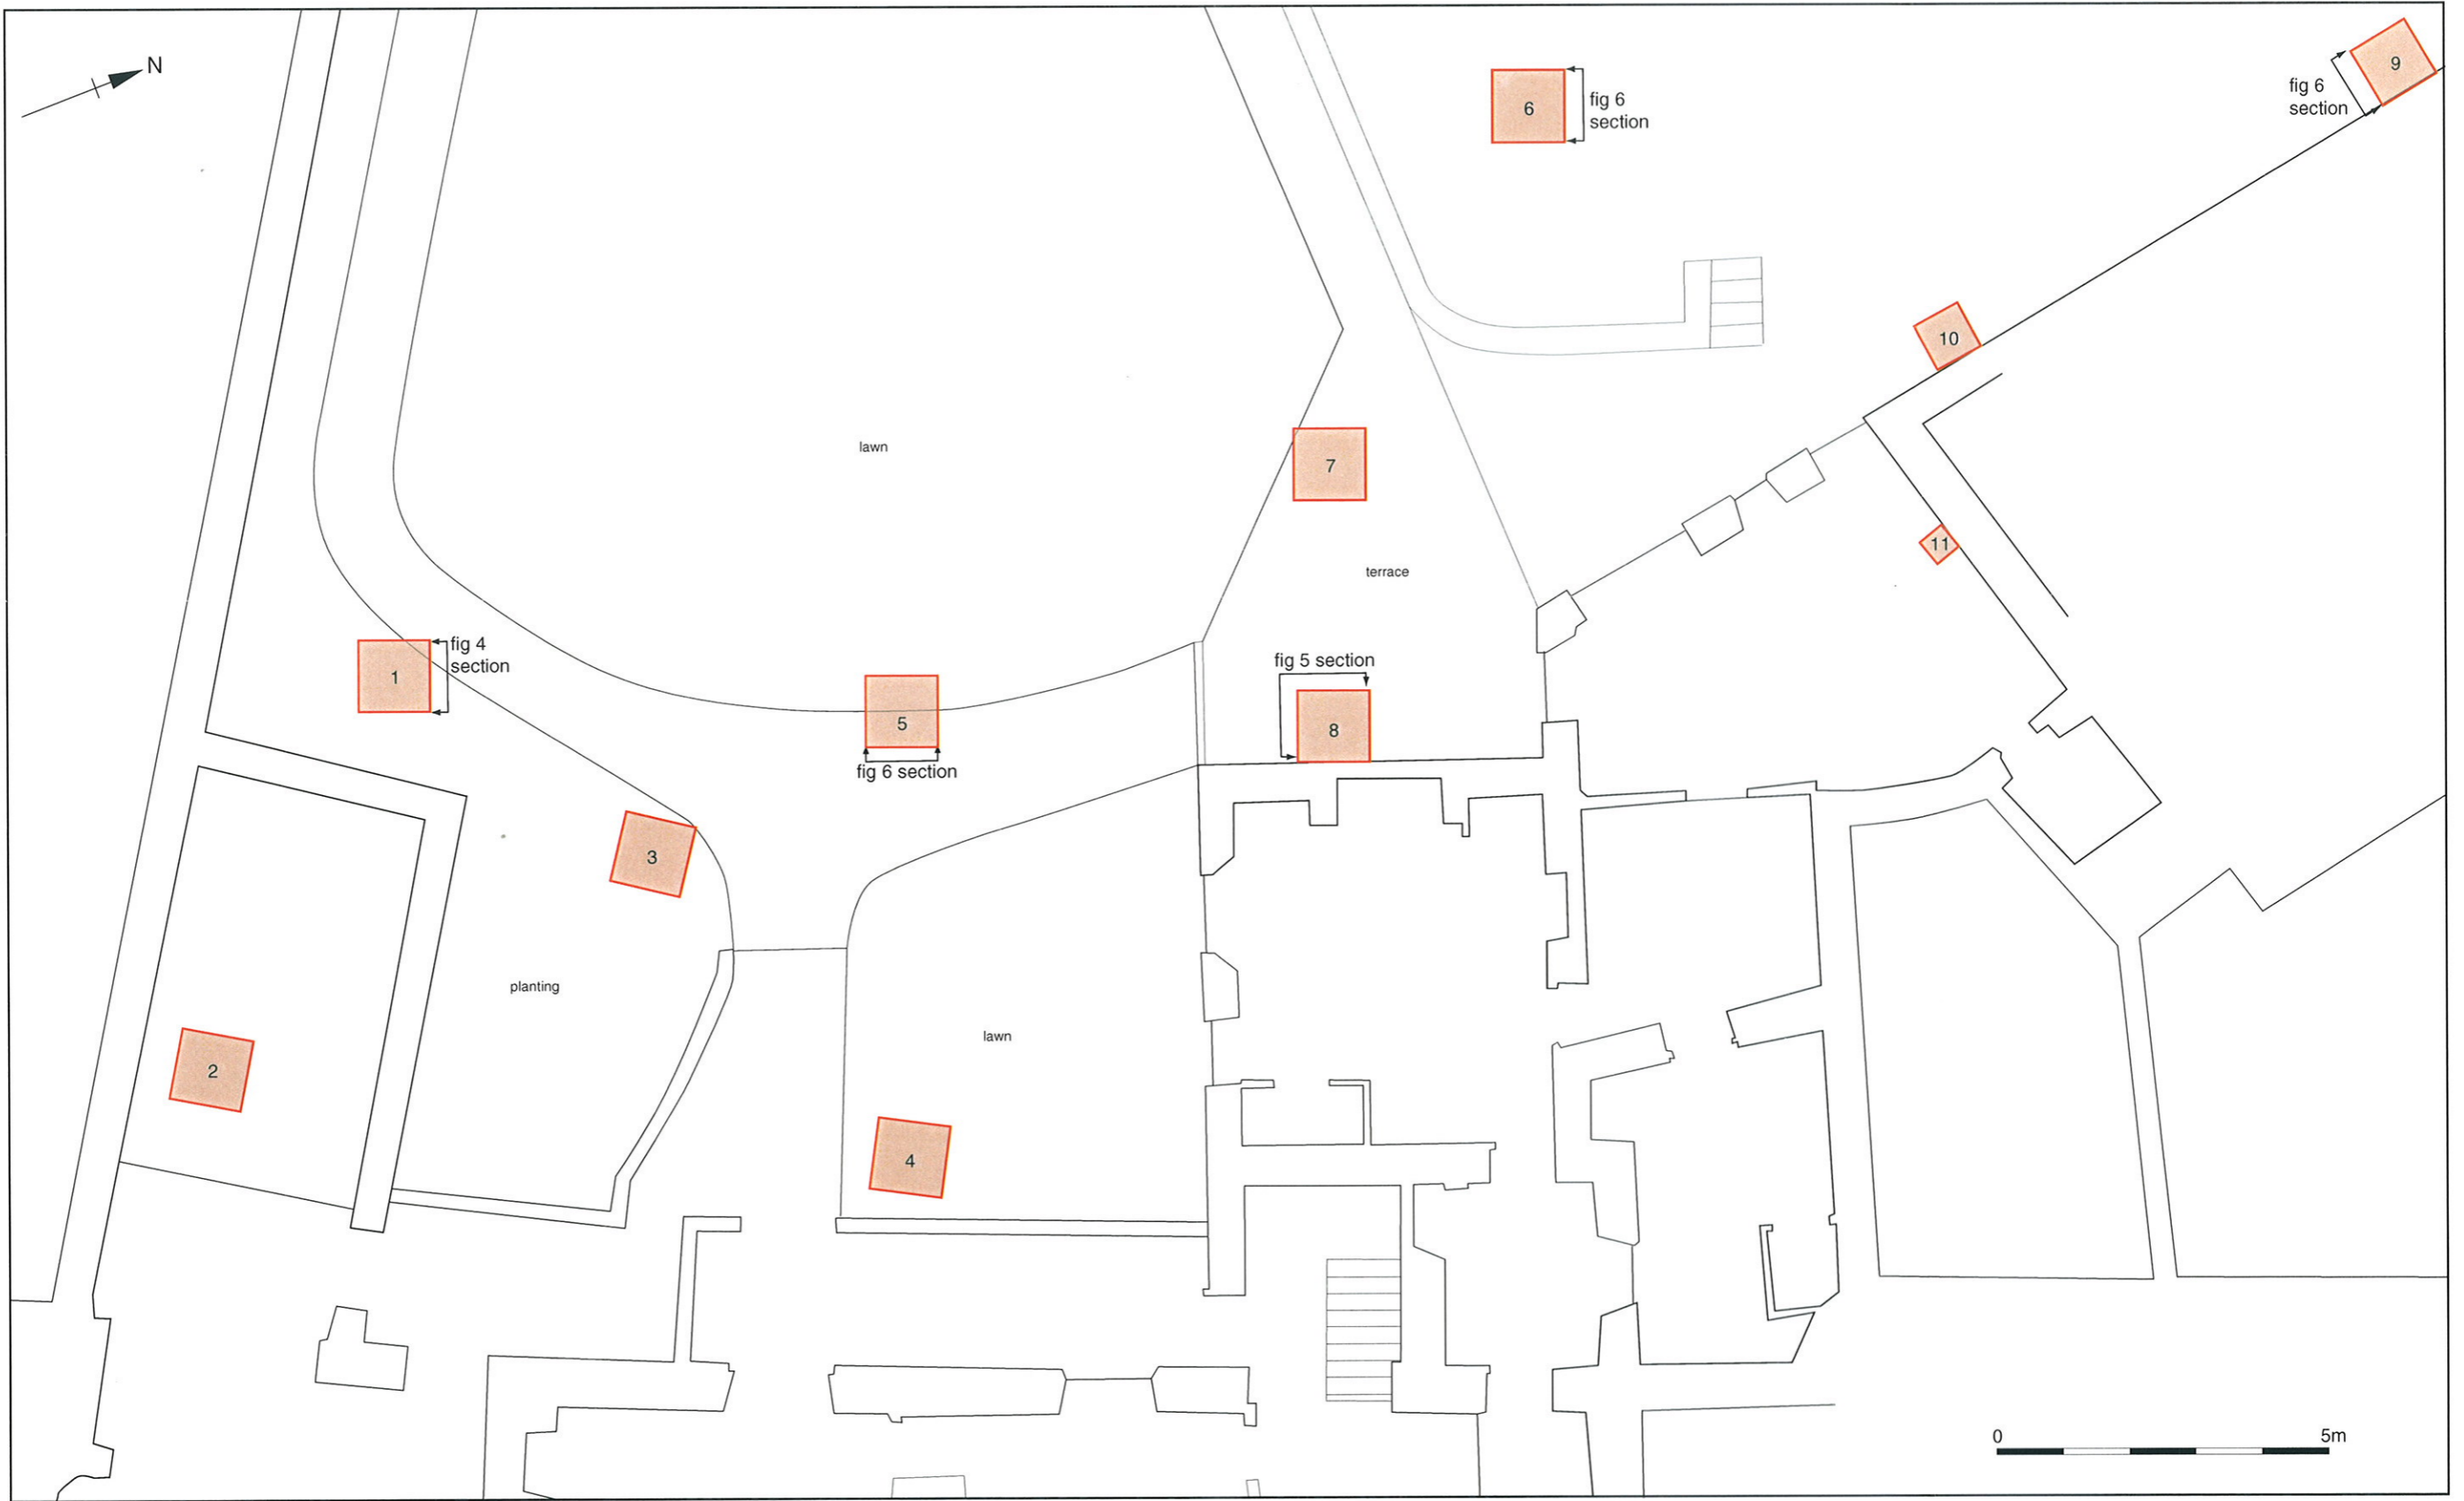 N
9
fig 6
section
6
fig 6
section
10
lawn
7
11
terrace
fig 4
section
1
fig 5 section
5
8
fig 6 section
3
planting
lawn
2
4
0 5m